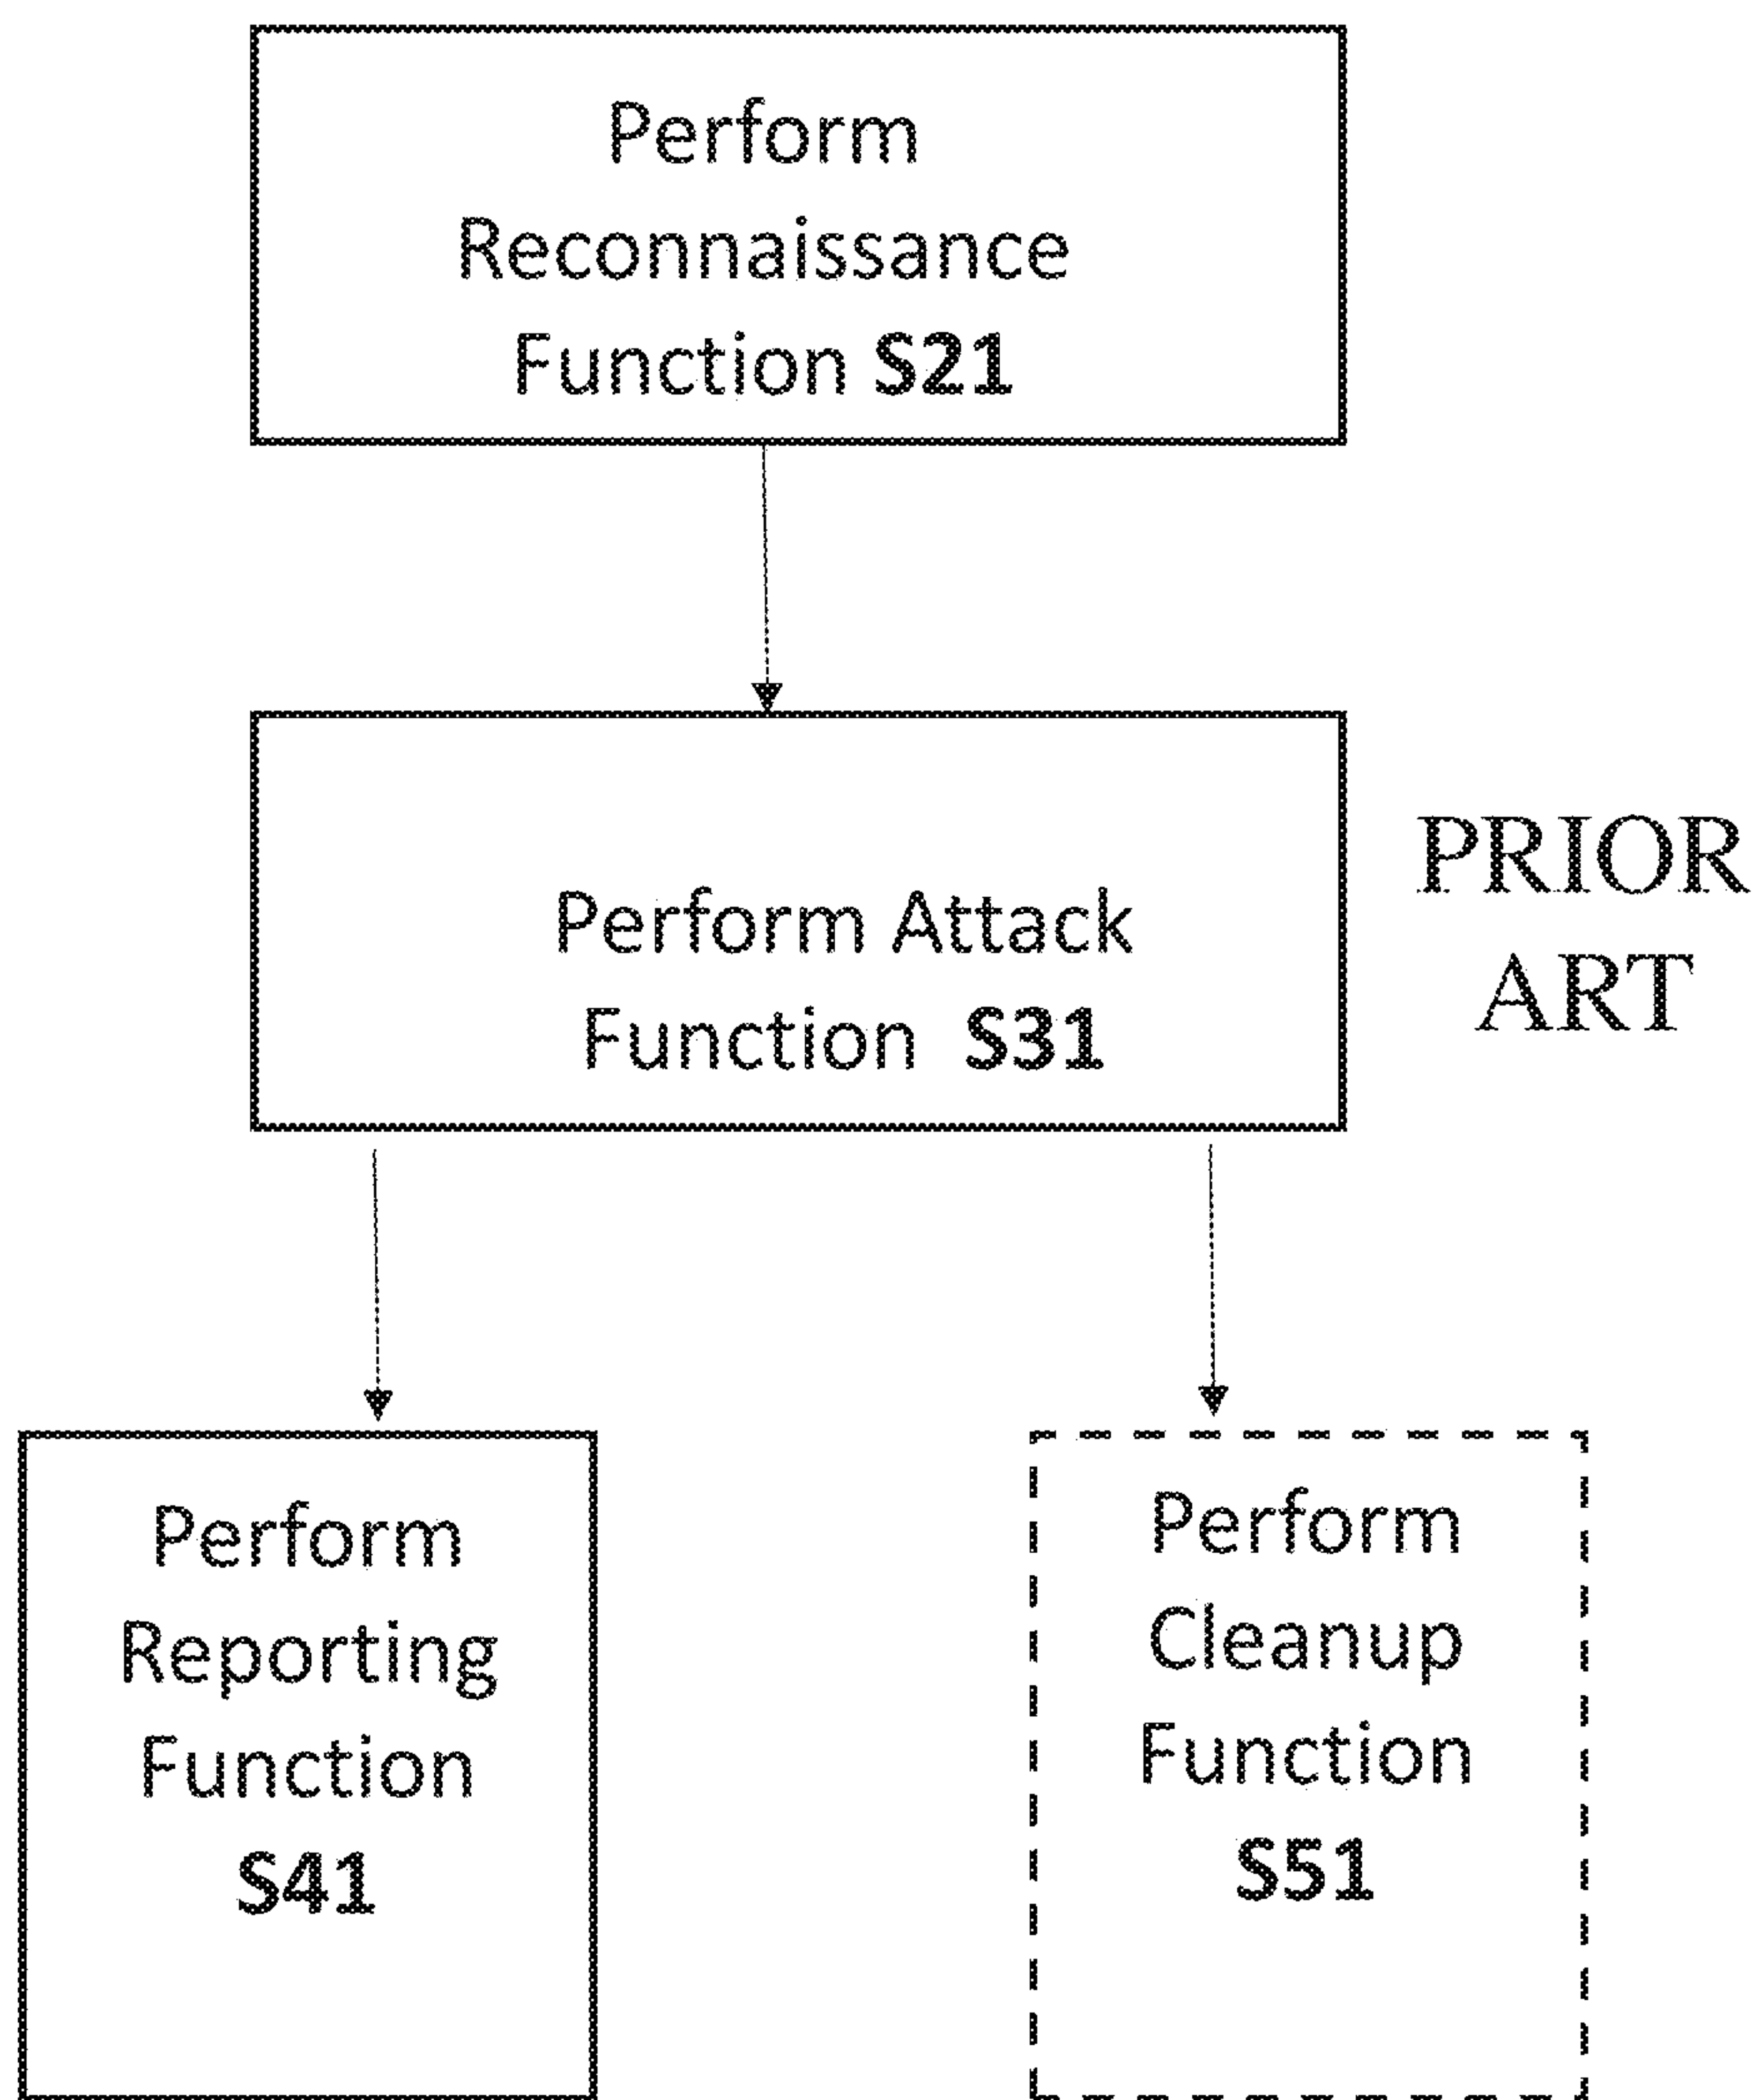 Perform
Reconnaissance
Function S21
Perform Attack
Function S31
PRIOR
ART
Perform
Reporting
Function
S41
Perform
Cleanup
Function
S51